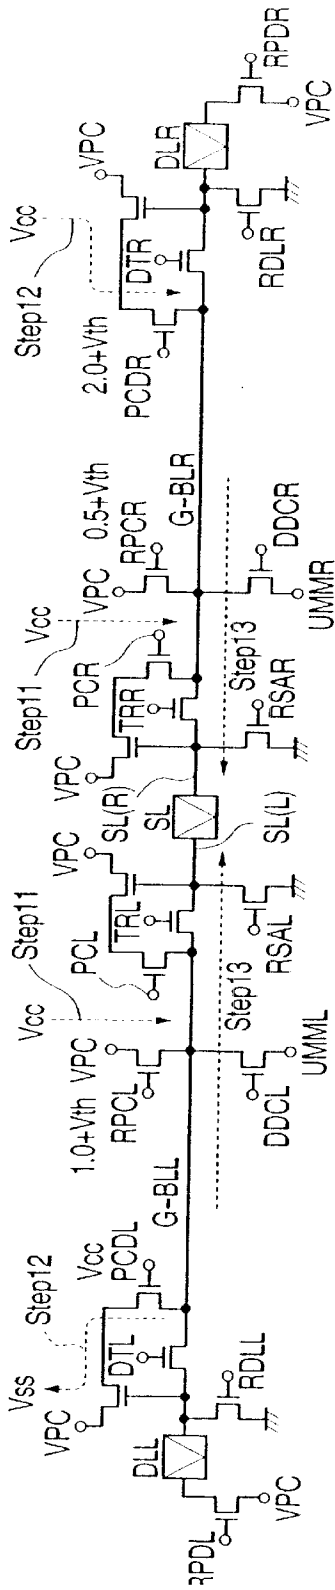 Vss
Step12
VPC
PCDL
Vcc
DTL
DLL
RPDL
VPC
RDLL
G-BLL
1.0+Vth
VPC
RPCL
Vcc
Step11
PCL
VPC
TRL
DDCL
UMML
Step13
RSAL
SL(L)
SL
SL(R)
VPC
TRR
PCR
Step11
Vcc
VPC
0.5+Vth
RPCR
RSAR
Step13
DDCR
UMMR
G-BLR
2.0+Vth
PCDR
Step12
Vcc
VPC
DTR
DLR
RDLR
RPDR
VPC